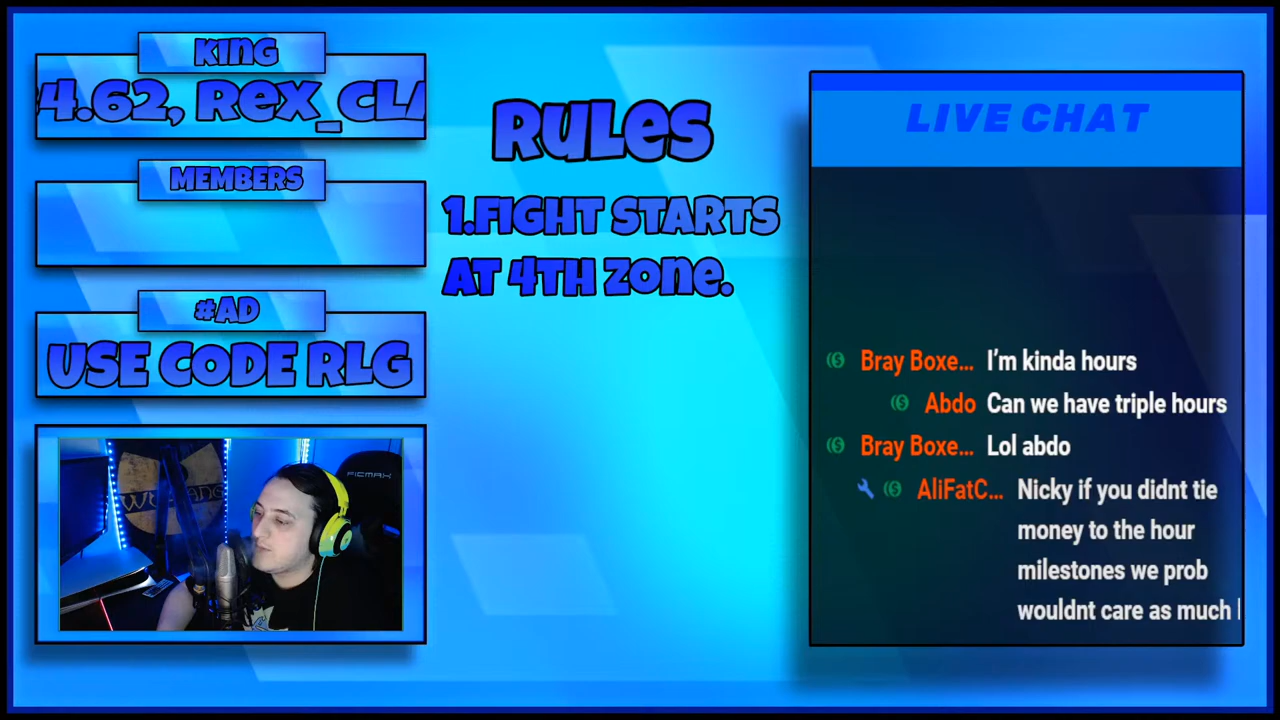 King
4.62, Rex_CLA
MEMBERS
#AD
USE CODE RLG
FICMAX
Rules
1.FIGHT STARTS
AT 4TH ZONE.
LIVE CHAT
Bray Boxe... I'm kinda hours
Abdo Can we have triple hours
Bray Boxe... Lol abdo
AliFatC... Nicky if you didnt tie
money to the hour
milestones we prob
wouldnt care as much